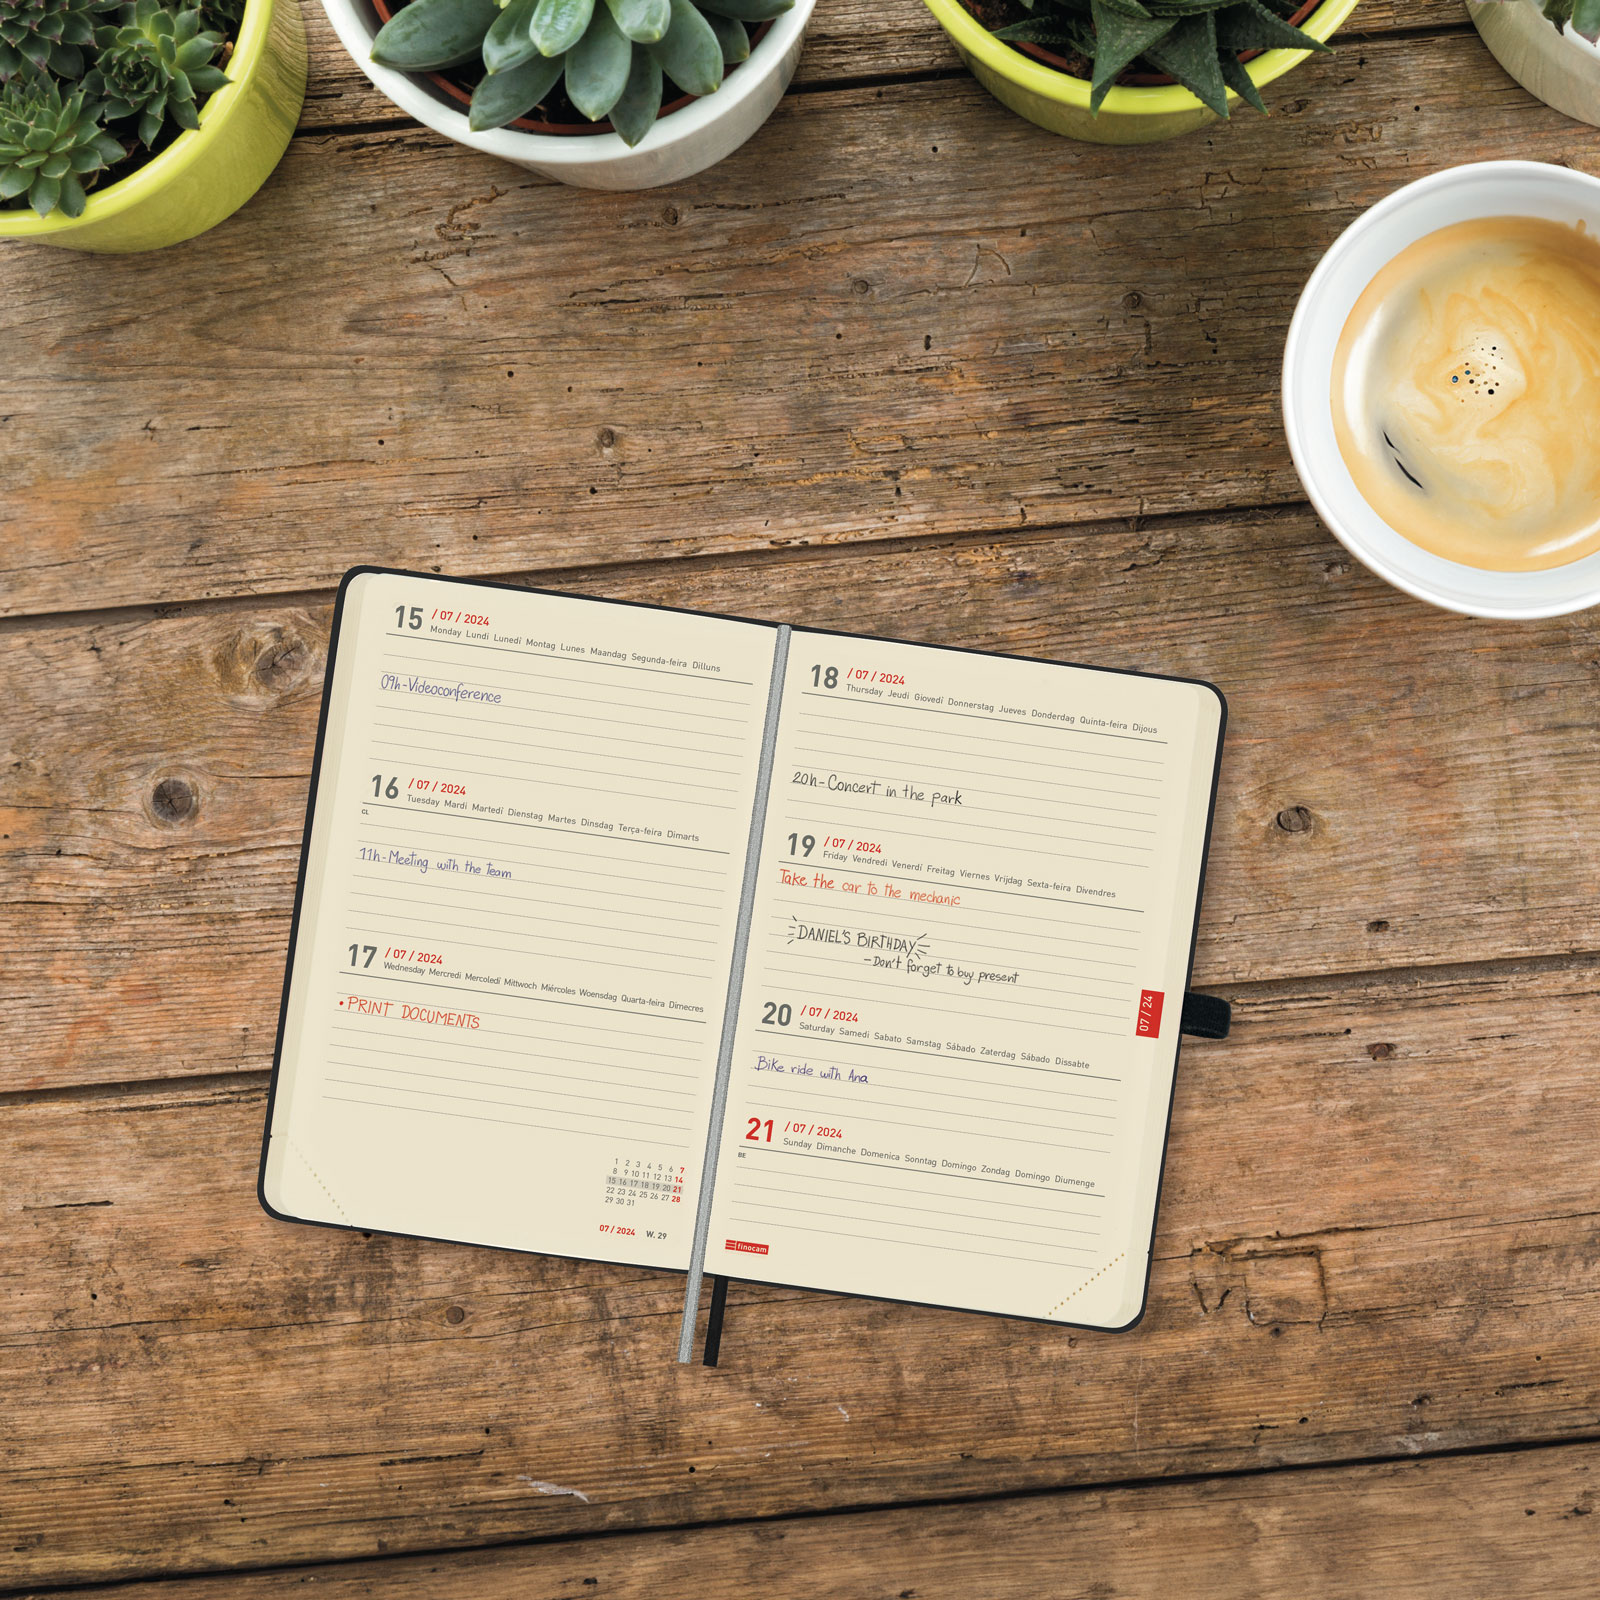 15 / 07 / 2024
Monday Lundi Lunedì Montag Lunes Maandag Segunda-feira Dilluns
09h-Videoconference
16 / 07 / 2024
Tuesday Mardi Martedì Dienstag Martes Dinsdag Terça-feira Dimarts
CL
11h-Meeting with the team
17 / 07 / 2024
Wednesday Mercredi Mercoledì Mittwoch Miércoles Woensdag Quarta-feira Dimecres
• PRINT DOCUMENTS
1 2 3 4 5 6 7
8 9 10 11 12 13 14
15 16 17 18 19 20 21
22 23 24 25 26 27 28
29 30 31
07 / 2024 W. 29
18 / 07 / 2024
Thursday Jeudi Giovedì Donnerstag Jueves Donderdag Quinta-feira Dijous
20h-Concert in the park
19 / 07 / 2024
Friday Vendredi Venerdì Freitag Viernes Vrijdag Sexta-feira Divendres
Take the car to the mechanic
DANIEL'S BIRTHDAY
-Don't forget to buy present
07 / 24
20 / 07 / 2024
Saturday Samedi Sabato Samstag Sábado Zaterdag Sábado Dissabte
Bike ride with Ana
21 / 07 / 2024
Sunday Dimanche Domenica Sonntag Domingo Zondag Domingo Diumenge
BE
finocam